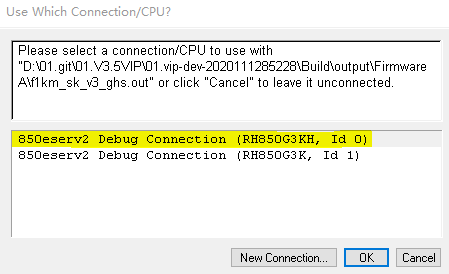 Use Which Connection/CPU?
Please select a connection/CPU to use with
"D:\01.git\01.V3.5VIP\01.vip-dev-2020111285228\Build\output\Firmware
A\f1km_sk_v3_ghs.out" or click "Cancel" to leave it unconnected.
850eserv2 Debug Connection (RH850G3KH, Id 0)
850eserv2 Debug Connection (RH850G3K, Id 1)
New Connection... OK Cancel